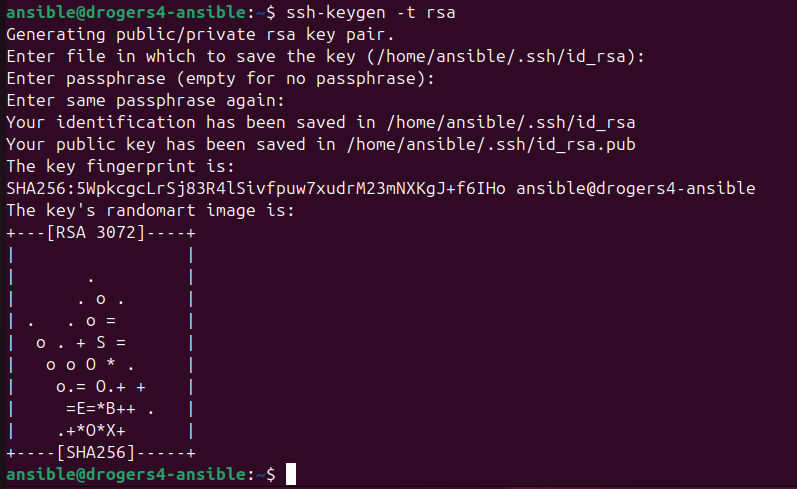 ansible@drogers4-ansible:~$ ssh-keygen -t rsa
Generating public/private rsa key pair.
Enter file in which to save the key (/home/ansible/.ssh/id_rsa):
Enter passphrase (empty for no passphrase):
Enter same passphrase again:
Your identification has been saved in /home/ansible/.ssh/id_rsa
Your public key has been saved in /home/ansible/.ssh/id_rsa.pub
The key fingerprint is:
SHA256:5WpkcgcLrSj83R4lSivfpuw7xudrM23mNXKgJ+f6IHo ansible@drogers4-ansible
The key's randomart image is:
+---[RSA 3072]----+
|                 |
|       .         |
|      . o .      |
| .   . o =       |
|  o . + S =      |
|   o o O * .     |
|    o.= O.+ +    |
|     =E=*B++ .   |
|    .+*O*X+      |
+----[SHA256]-----+
ansible@drogers4-ansible:~$